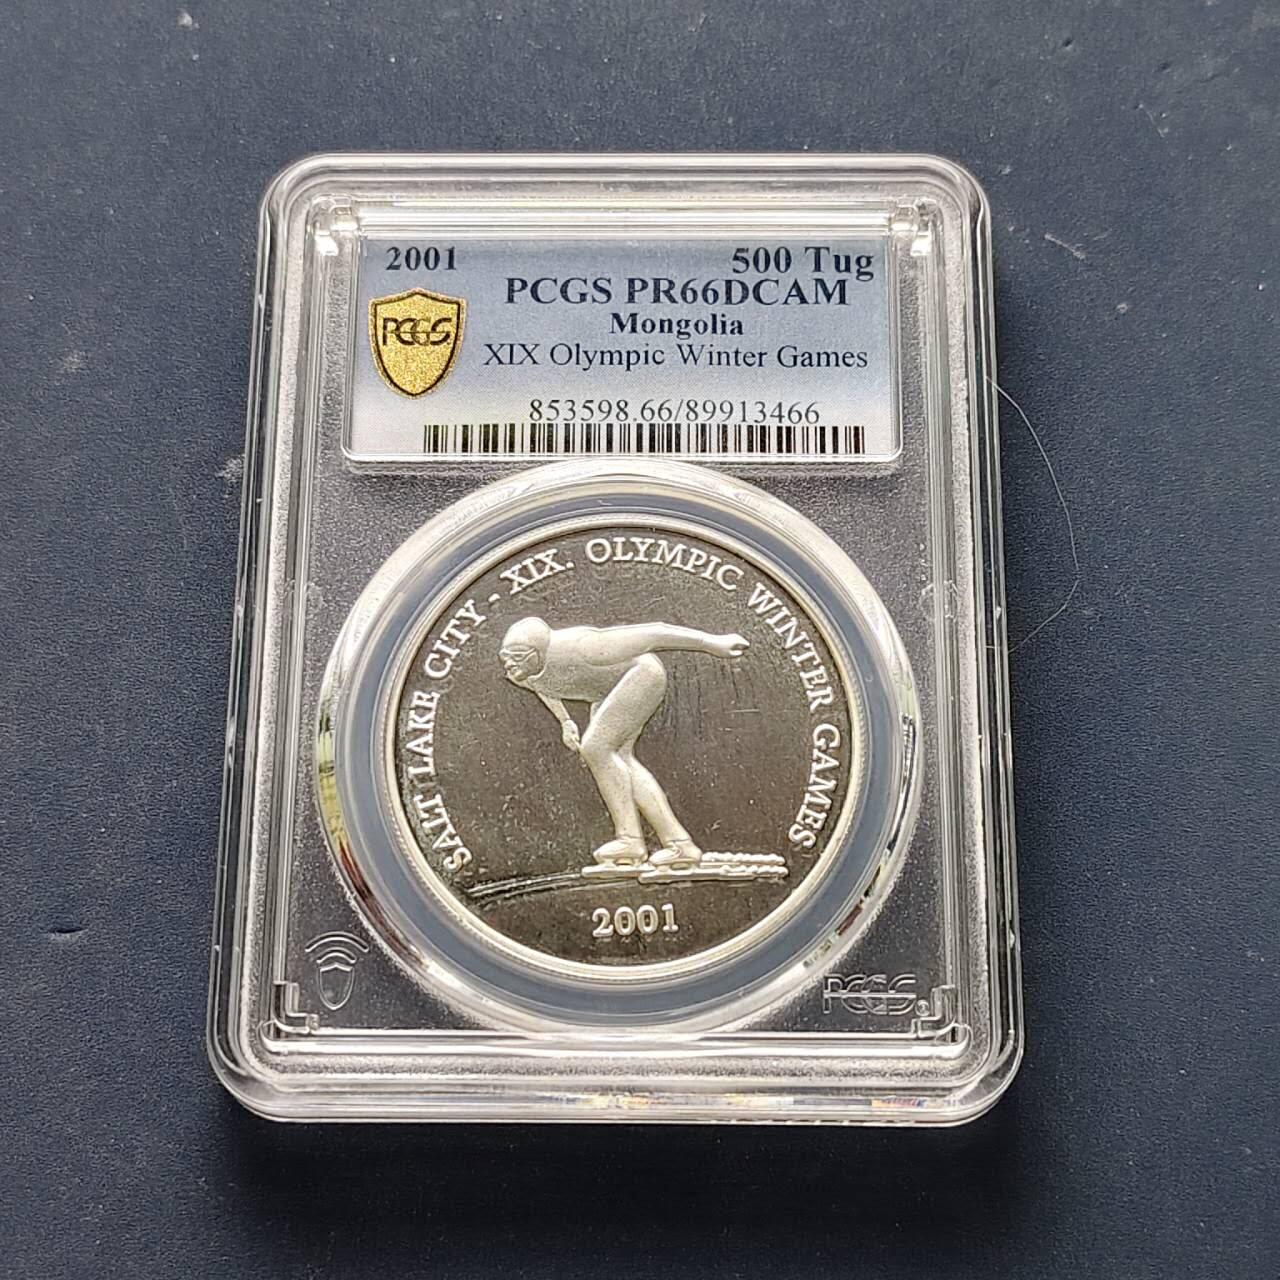 2001 500 Tug
PCGS PR66DCAM
Mongolia
XIX Olympic Winter Games
853598.66/89913466
PCGS
SALT LAKE CITY - XIX. OLYMPIC WINTER GAMES
2001
PCGS